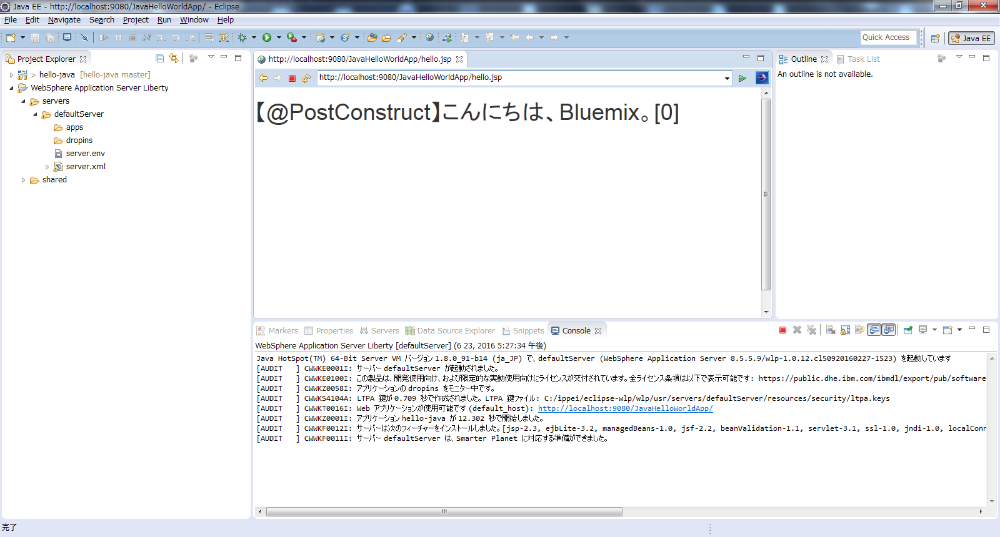 Java EE - http://localhost:9080/JavaHelloWorldApp/ - Eclipse
File Edit Navigate Search Project Run Window Help
Quick Access
Java EE
Project Explorer
> hello-java [hello-java master]
WebSphere Application Server Liberty
servers
defaultServer
apps
dropins
server.env
server.xml
shared
http://localhost:9080/JavaHelloWorldApp/hello.jsp
http://localhost:9080/JavaHelloWorldApp/hello.jsp
【@PostConstruct】こんにちは、Bluemix。[0]
Outline Task List
An outline is not available.
Markers Properties Servers Data Source Explorer Snippets Console
WebSphere Application Server Liberty [defaultServer] (6 23, 2016 5:27:34 午後)
Java HotSpot(TM) 64-Bit Server VM バージョン 1.8.0_91-b14 (ja_JP) で、defaultServer (WebSphere Application Server 8.5.5.9/wlp-1.0.12.cl50920160227-1523) を起動しています
[AUDIT   ] CWWKE0001I: サーバー defaultServer が起動されました。
[AUDIT   ] CWWKE0100I: この製品は、開発使用向け、および限定的な実動使用向けにライセンスが交付されています。全ライセンス条項は以下で表示可能です: https://public.dhe.ibm.com/ibmdl/export/pub/software
[AUDIT   ] CWWKZ0058I: アプリケーションの dropins をモニター中です。
[AUDIT   ] CWWKS4104A: LTPA 鍵が 0.709 秒で作成されました。LTPA 鍵ファイル: C:/ippei/eclipse-wlp/wlp/usr/servers/defaultServer/resources/security/ltpa.keys
[AUDIT   ] CWWKT0016I: Web アプリケーションが使用可能です (default_host): http://localhost:9080/JavaHelloWorldApp/
[AUDIT   ] CWWKZ0001I: アプリケーション hello-java が 12.302 秒で開始しました。
[AUDIT   ] CWWKF0012I: サーバーは次のフィーチャーをインストールしました。[jsp-2.3, ejbLite-3.2, managedBeans-1.0, jsf-2.2, beanValidation-1.1, servlet-3.1, ssl-1.0, jndi-1.0, localConn
[AUDIT   ] CWWKF0011I: サーバー defaultServer は、Smarter Planet に対応する準備ができました。
完了